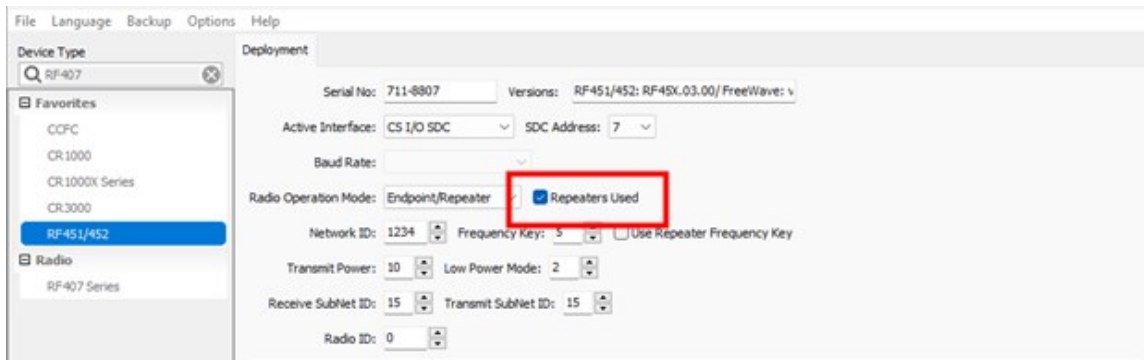 File Language Backup Options Help
Device Type
RF407
Favorites
CCFC
CR1000
CR1000X Series
CR3000
RF451/452
Radio
RF407 Series
Deployment
Serial No: 711-8807 Versions: RF451/452: RF45X.03.00/ FreeWave: v
Active Interface: CS I/O SDC SDC Address: 7
Baud Rate:
Radio Operation Mode: Endpoint/Repeater Repeaters Used
Network ID: 1234 Frequency Key: 5 Use Repeater Frequency Key
Transmit Power: 10 Low Power Mode: 2
Receive SubNet ID: 15 Transmit SubNet ID: 15
Radio ID: 0